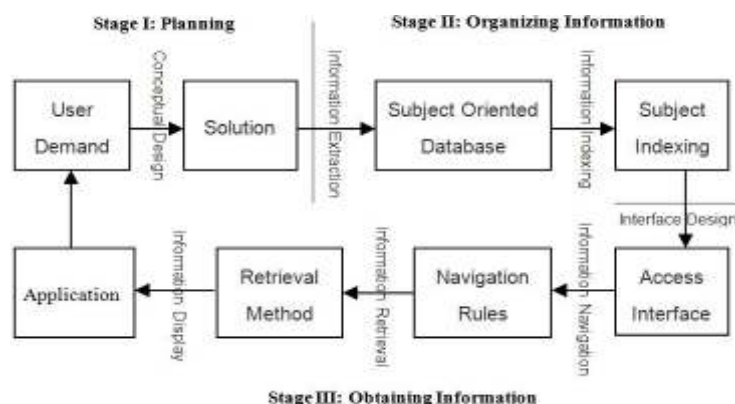 Stage I: Planning
Stage II: Organizing Information
User
Demand
Conceptual Design
Solution
Information Extraction
Subject Oriented
Database
Information Indexing
Subject
Indexing
Interface Design
Application
Information Display
Retrieval
Method
Information Retrieval
Navigation
Rules
Information Navigation
Access
Interface
Stage III: Obtaining Information